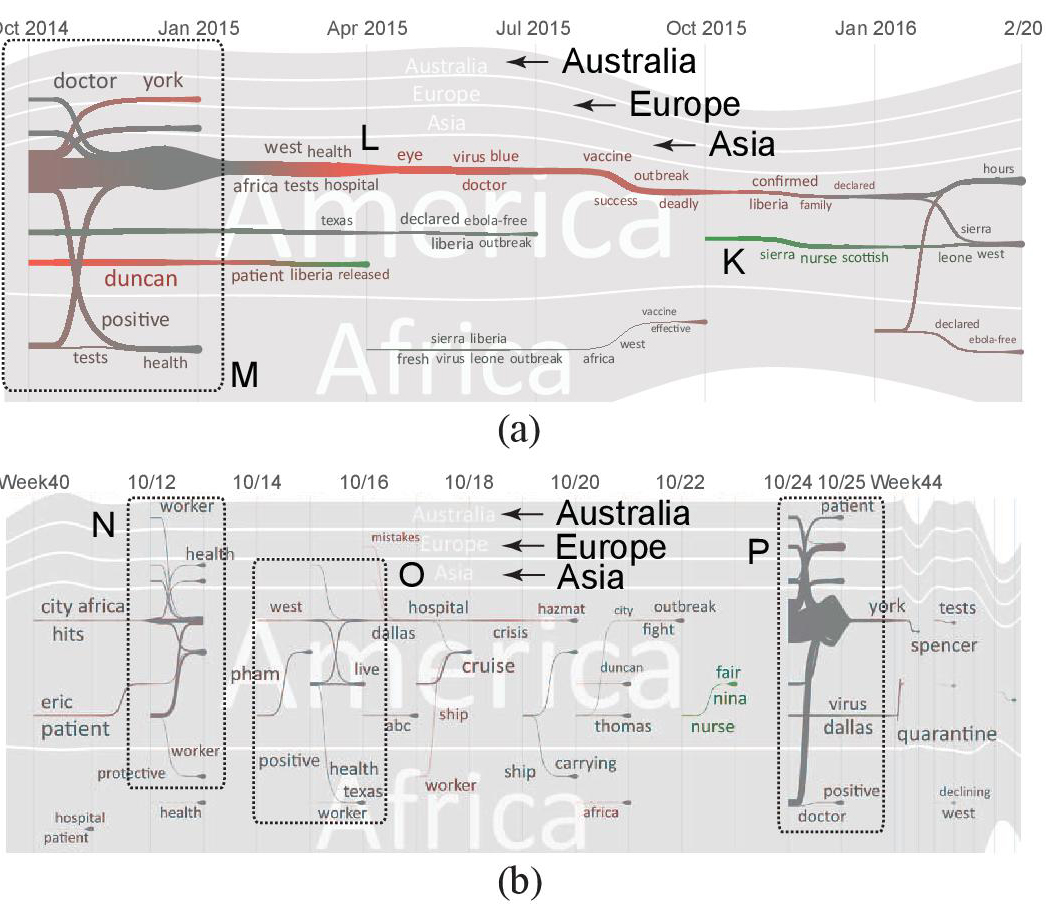 Oct 2014 Jan 2015 Apr 2015 Jul 2015 Oct 2015 Jan 2016 2/20
Australia Australia
doctor york
Europe Europe
Asia Asia
L
west health eye virus blue vaccine
africa tests hospital doctor outbreak
success deadly
confirmed declared hours
liberia family
America
texas declared ebola-free
liberia outbreak
K
sierra nurse scottish
sierra
leone west
duncan
patient liberia released
positive
tests health
M
Africa
sierra liberia
fresh virus leone outbreak africa
west
vaccine
effective
declared
ebola-free
(a)
Week40 10/12 10/14 10/16 10/18 10/20 10/22 10/24 10/25 Week44
N
worker
Australia Australia
patient
mistakes
Europe Europe
P
health
Asia Asia
O
city africa
hits
west hospital hazmat city outbreak
dallas crisis fight
york tests
spencer
America
pham live cruise duncan fair
nina
eric
patient
abc ship thomas nurse
virus
dallas quarantine
worker
protective
positive health
texas
worker
worker
ship carrying
Africa
hospital
patient
health
africa
positive
doctor
declining
west
(b)